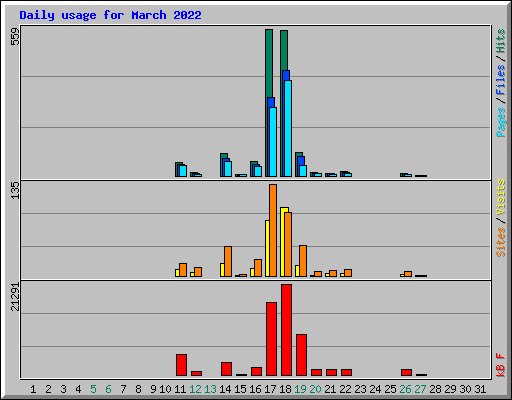 Daily usage for March 2022
559
Pages/Files/Hits
135
Sites/Visits
21291
kB F
1 2 3 4 5 6 7 8 9 10 11 12 13 14 15 16 17 18 19 20 21 22 23 24 25 26 27 28 29 30 31